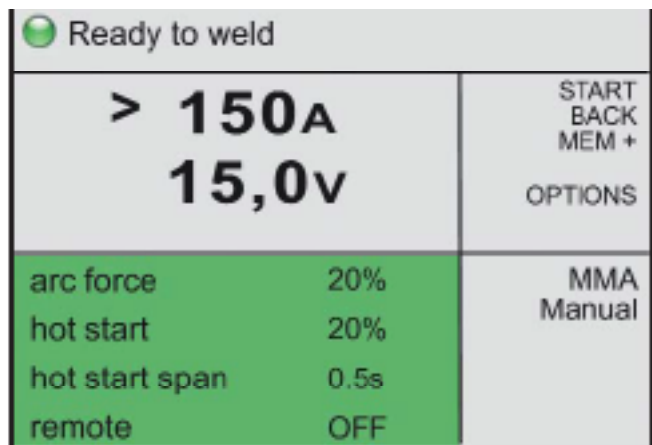 Ready to weld
> 150A
15,0V
START
BACK
MEM +
OPTIONS
arc force 20%
hot start 20%
hot start span 0.5s
remote OFF
MMA
Manual